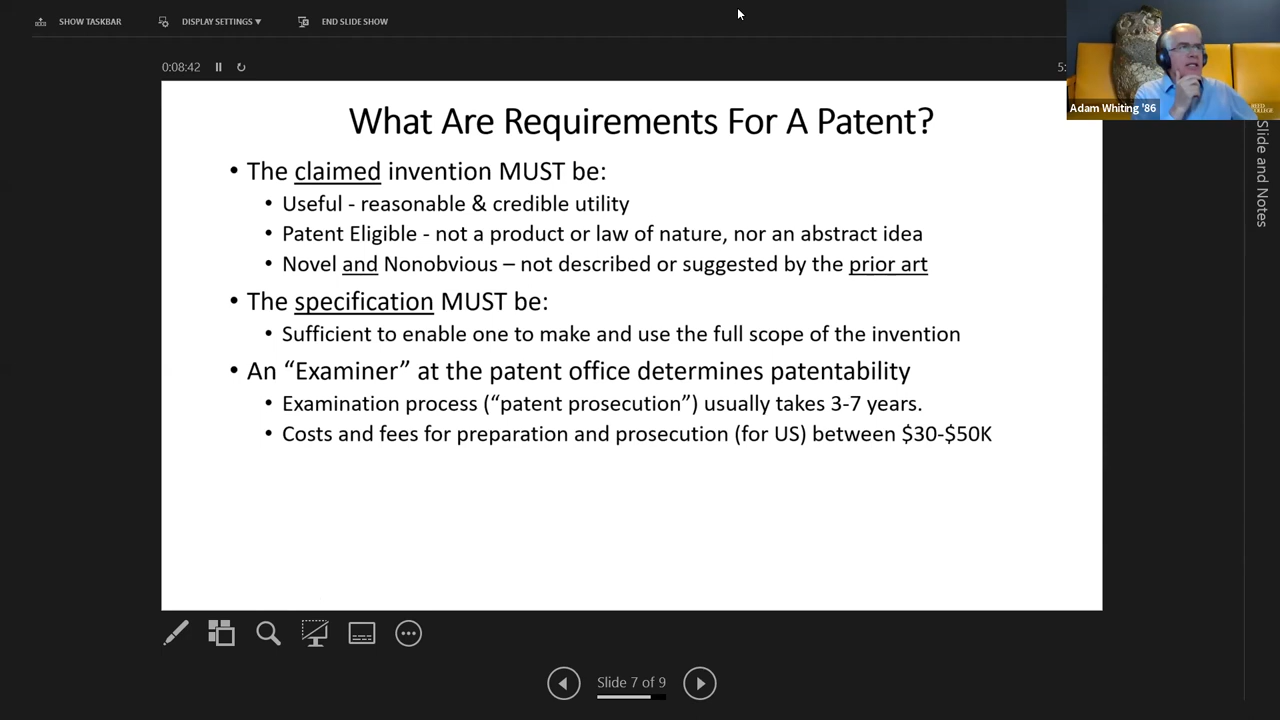 SHOW TASKBAR
DISPLAY SETTINGS ▼
END SLIDE SHOW
0:08:42
5:
Adam Whiting '86
REED
COLLEGE
Slide and Notes
What Are Requirements For A Patent?
• The claimed invention MUST be:
• Useful - reasonable & credible utility
• Patent Eligible - not a product or law of nature, nor an abstract idea
• Novel and Nonobvious – not described or suggested by the prior art
• The specification MUST be:
• Sufficient to enable one to make and use the full scope of the invention
• An “Examiner” at the patent office determines patentability
• Examination process (“patent prosecution”) usually takes 3-7 years.
• Costs and fees for preparation and prosecution (for US) between $30-$50K
Slide 7 of 9